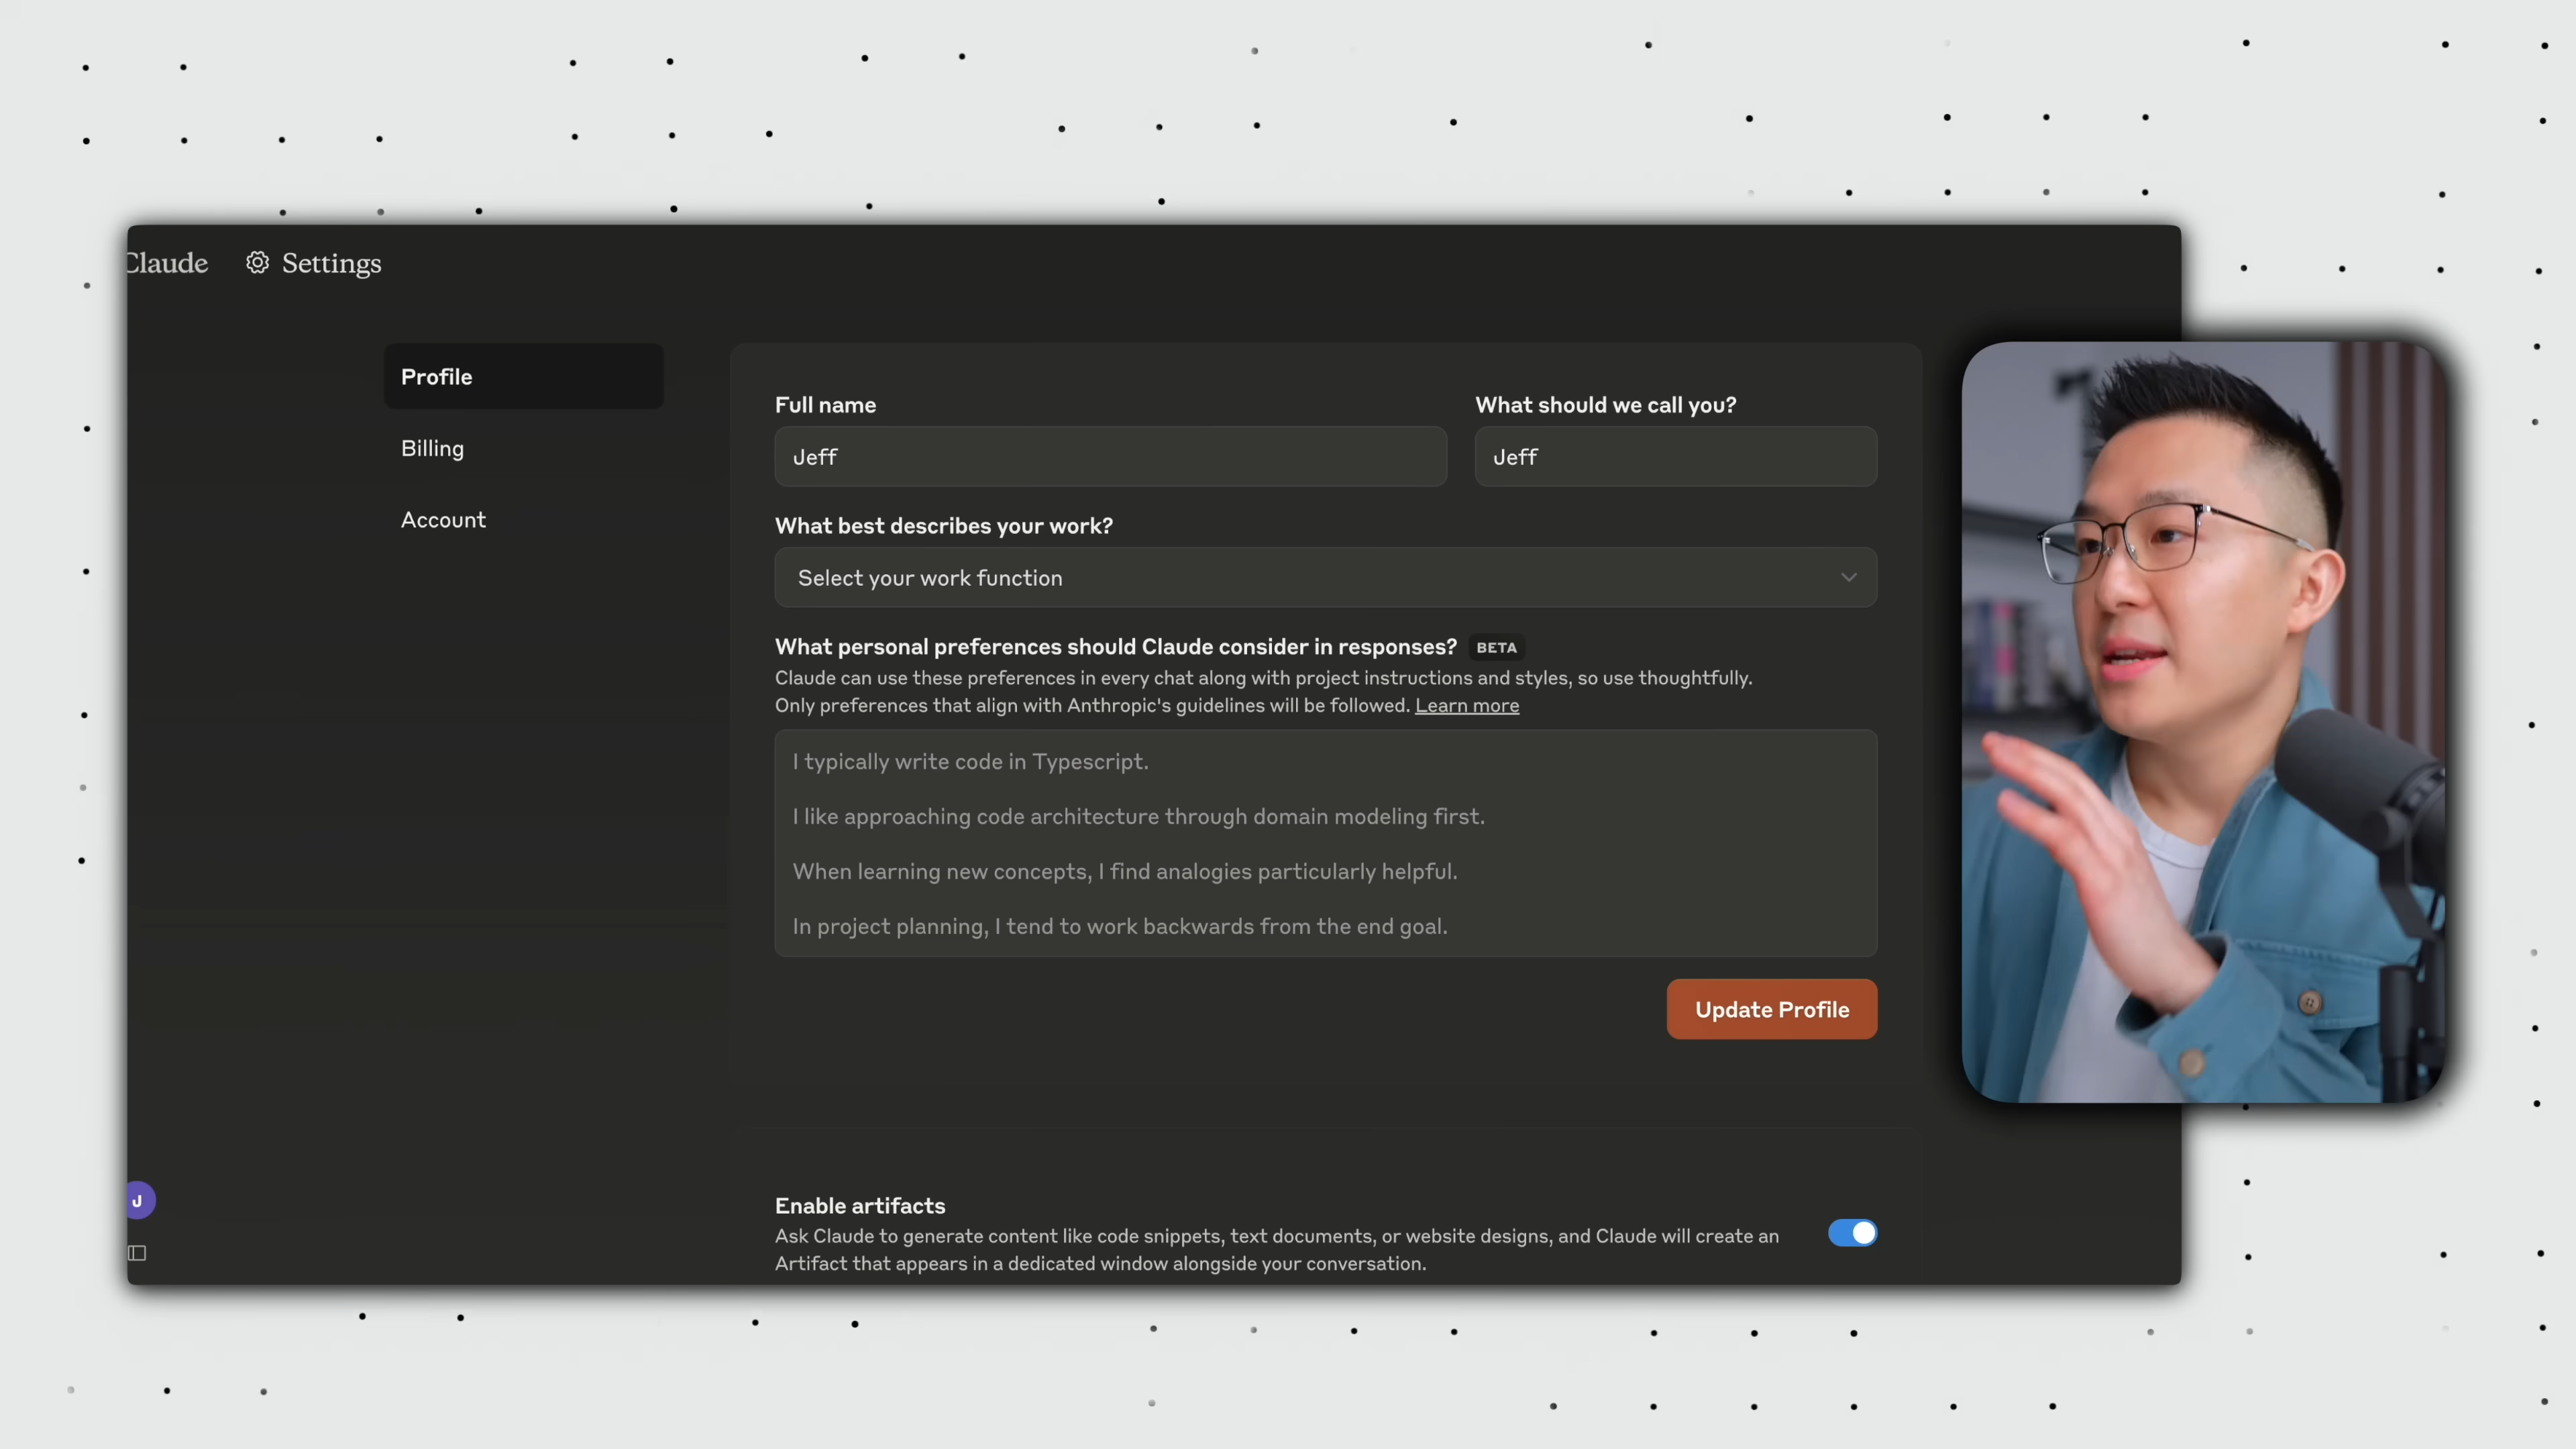 Claude
Settings
Profile
Billing
Account
Full name
Jeff
What should we call you?
Jeff
What best describes your work?
Select your work function
What personal preferences should Claude consider in responses? BETA
Claude can use these preferences in every chat along with project instructions and styles, so use thoughtfully.
Only preferences that align with Anthropic's guidelines will be followed. Learn more
I typically write code in Typescript.
I like approaching code architecture through domain modeling first.
When learning new concepts, I find analogies particularly helpful.
In project planning, I tend to work backwards from the end goal.
Update Profile
Enable artifacts
Ask Claude to generate content like code snippets, text documents, or website designs, and Claude will create an
Artifact that appears in a dedicated window alongside your conversation.
J